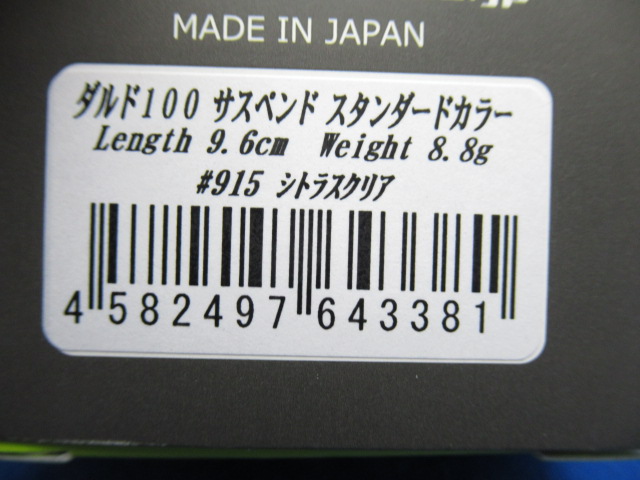 MADE IN JAPAN
ダルド100 サスペンド スタンダードカラー
Length 9.6cm Weight 8.8g
#915 シトラスクリア
4 582497 643381